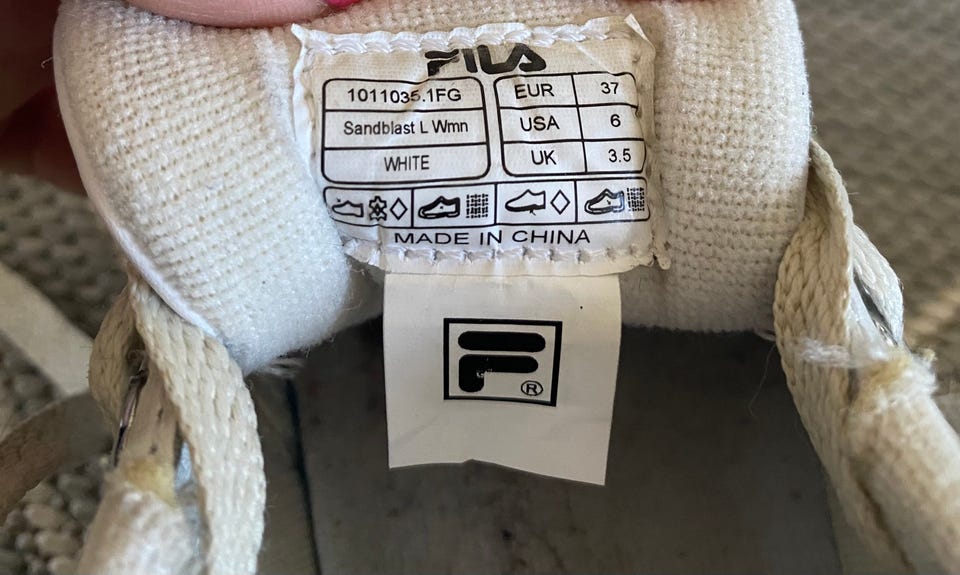 FILA
1011035.1FG
Sandblast L Wmn
WHITE
EUR 37
USA 6
UK 3.5
MADE IN CHINA
F
®